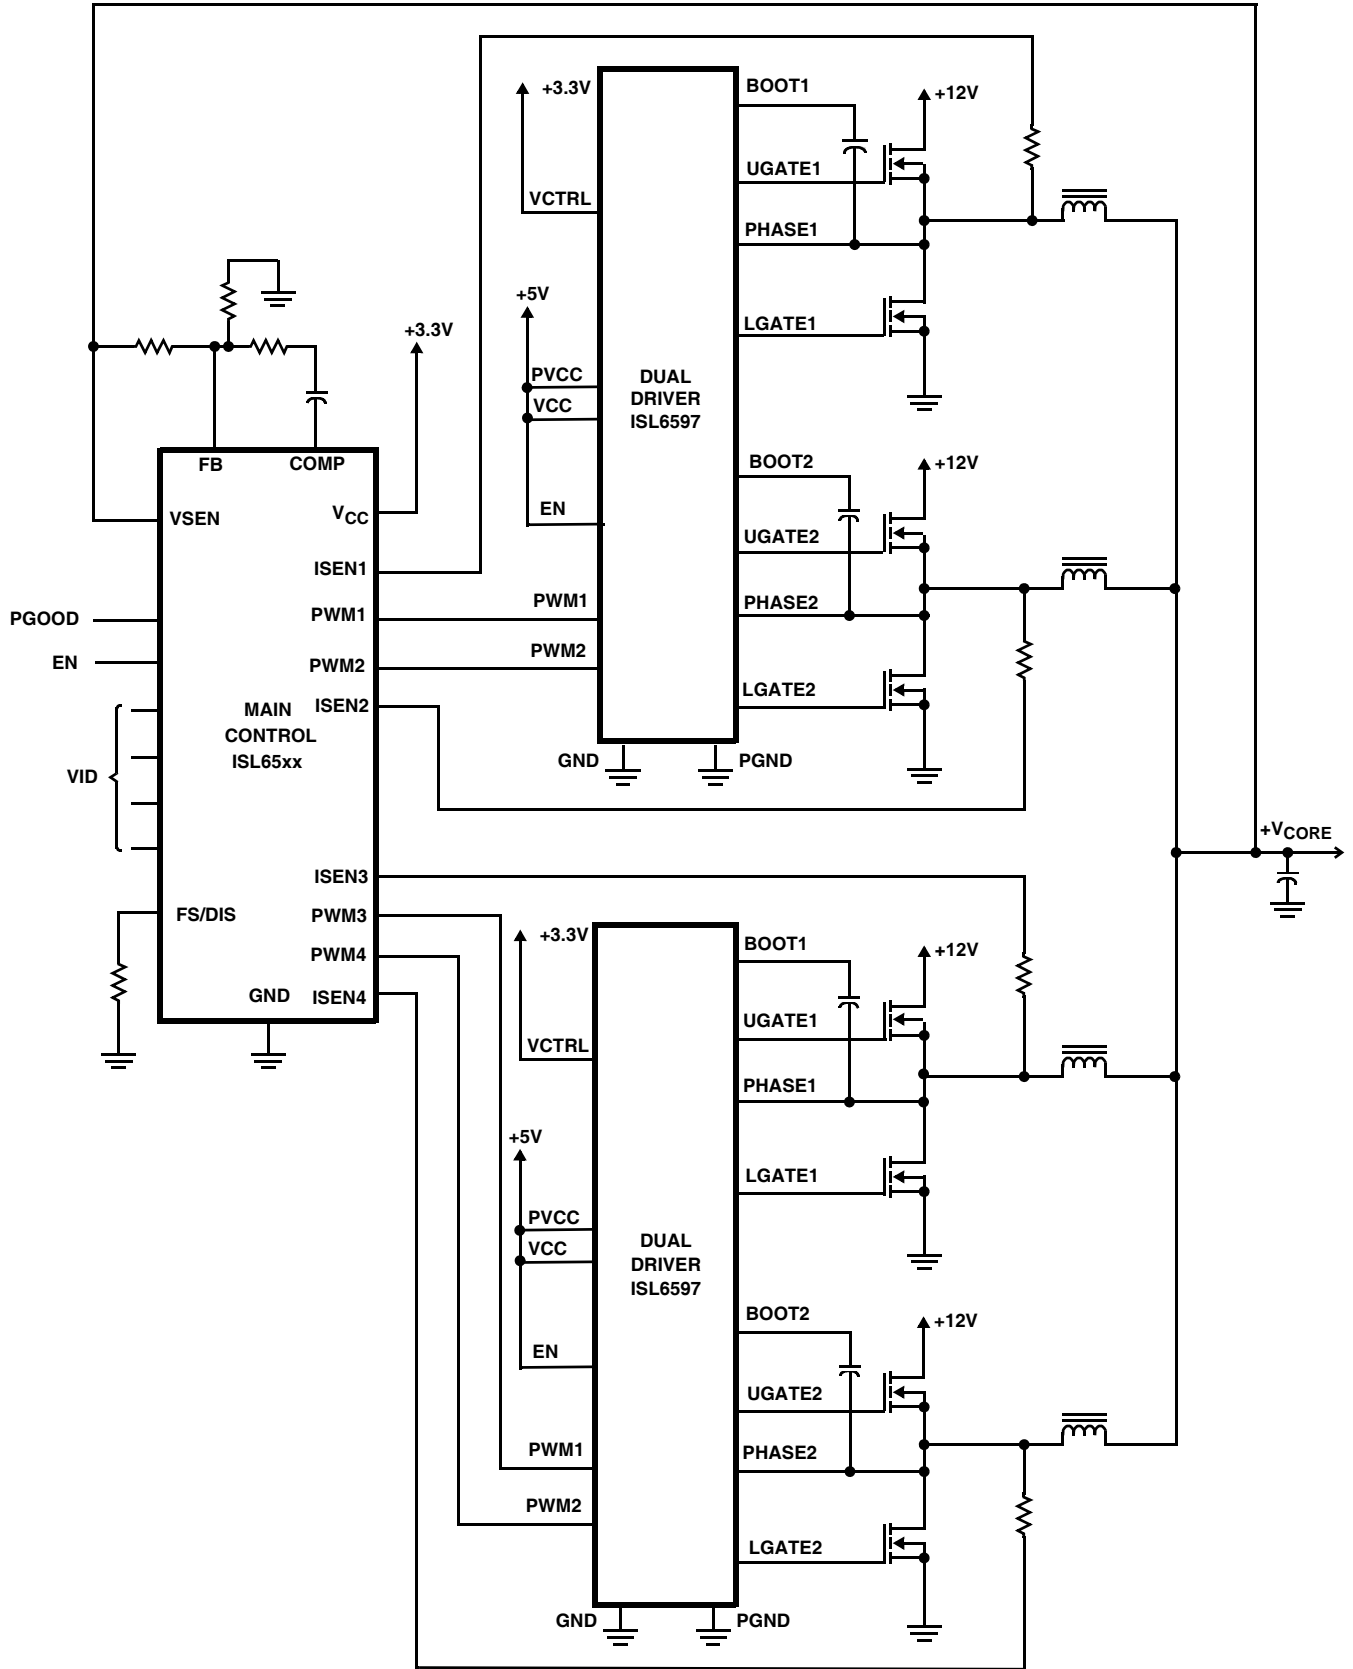 +3.3V
BOOT1
+12V
UGATE1
VCTRL
PHASE1
+5V
LGATE1
+3.3V
PVCC
VCC
DUAL
DRIVER
ISL6597
FB
COMP
BOOT2
+12V
VSEN
VCC
EN
UGATE2
ISEN1
PWM1
PWM1
PHASE2
PGOOD
EN
PWM2
PWM2
LGATE2
ISEN2
MAIN
CONTROL
ISL65xx
VID
GND
PGND
+VCORE
ISEN3
FS/DIS
PWM3
PWM4
GND
ISEN4
+3.3V
BOOT1
+12V
UGATE1
VCTRL
PHASE1
+5V
LGATE1
PVCC
VCC
DUAL
DRIVER
ISL6597
BOOT2
+12V
EN
UGATE2
PWM1
PHASE2
PWM2
LGATE2
GND
PGND